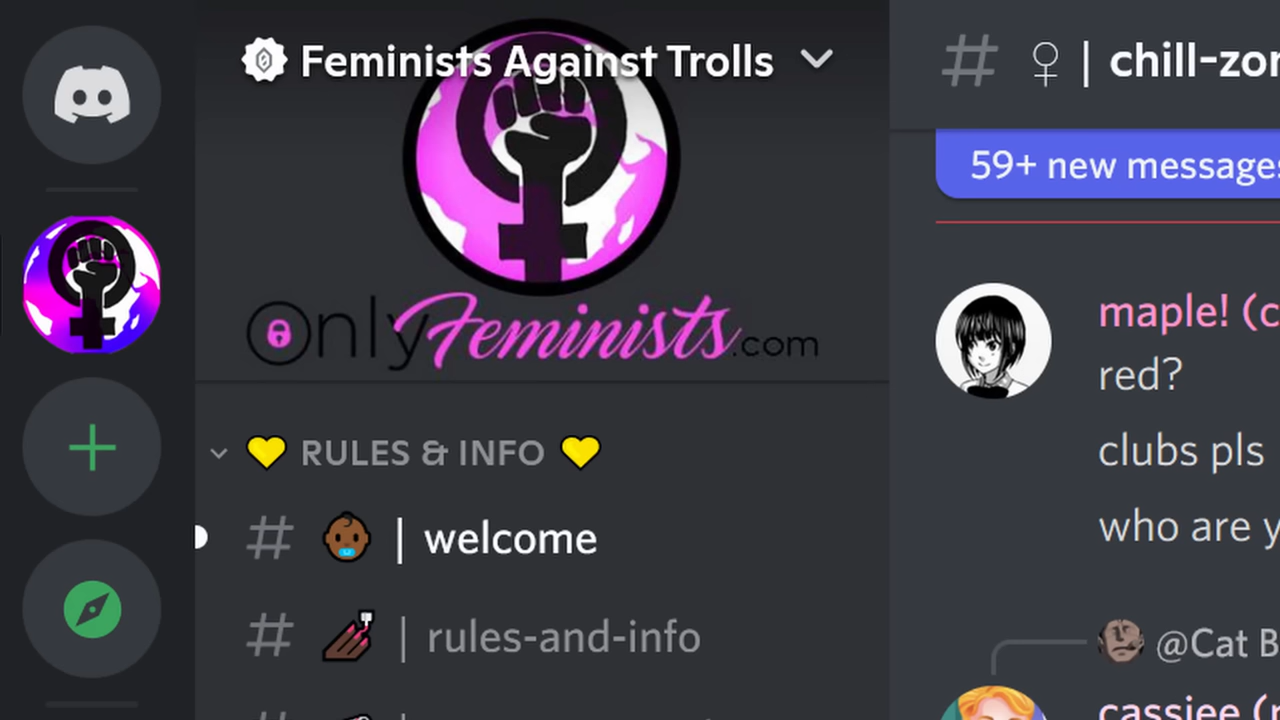 Feminists Against Trolls
OnlyFeminists.com
RULES & INFO
# | welcome
# | rules-and-info
# ♀ | chill-zo
59+ new messages
maple! (c
red?
clubs pls
who are y
@Cat B
cassiee (